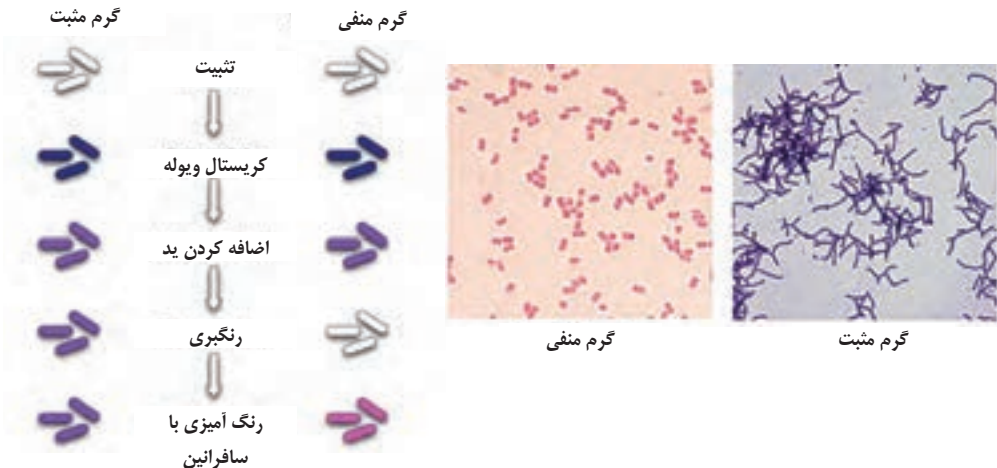 گرم مثبت
گرم منفی
تثبیت
کریستال ویوله
اضافه کردن ید
رنگبری
رنگ آمیزی با
سافرانین
گرم مثبت
گرم منفی